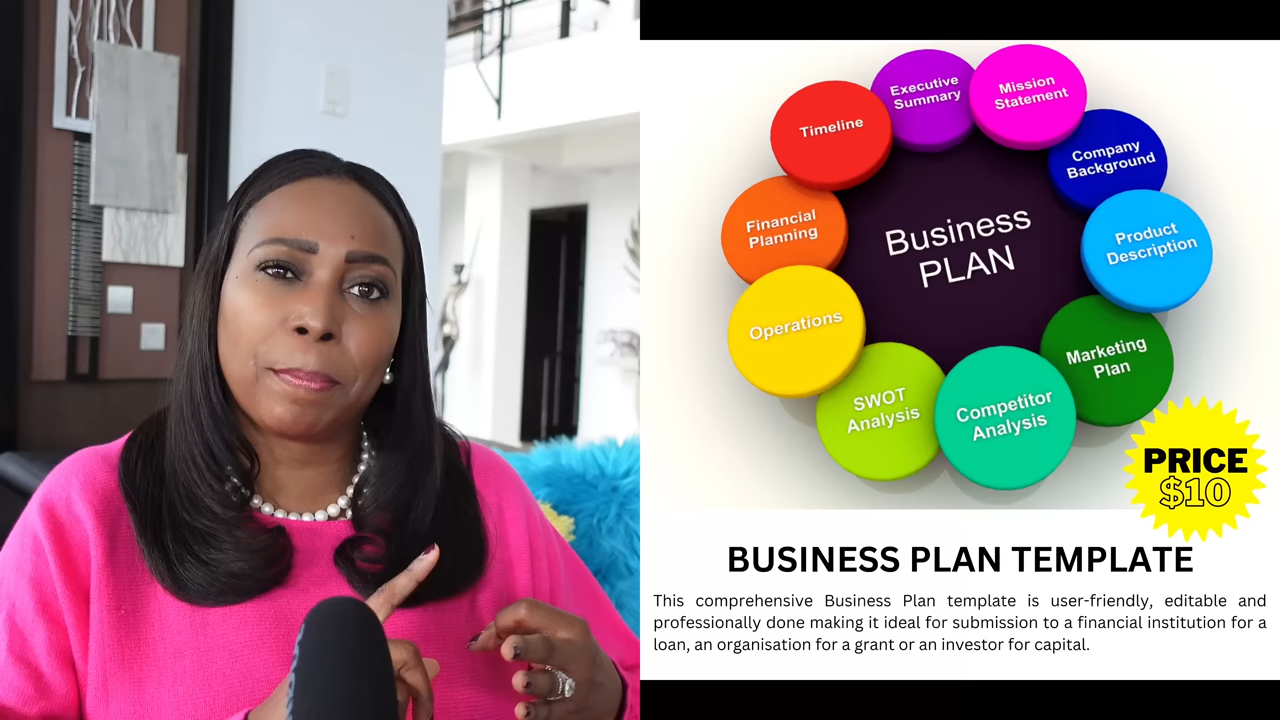 Executive
Summary
Mission
Statement
Company
Background
Product
Description
Marketing
Plan
Competitor
Analysis
SWOT
Analysis
Operations
Financial
Planning
Timeline
Business
PLAN
PRICE
$10
BUSINESS PLAN TEMPLATE
This comprehensive Business Plan template is user-friendly, editable and
professionally done making it ideal for submission to a financial institution for a
loan, an organisation for a grant or an investor for capital.